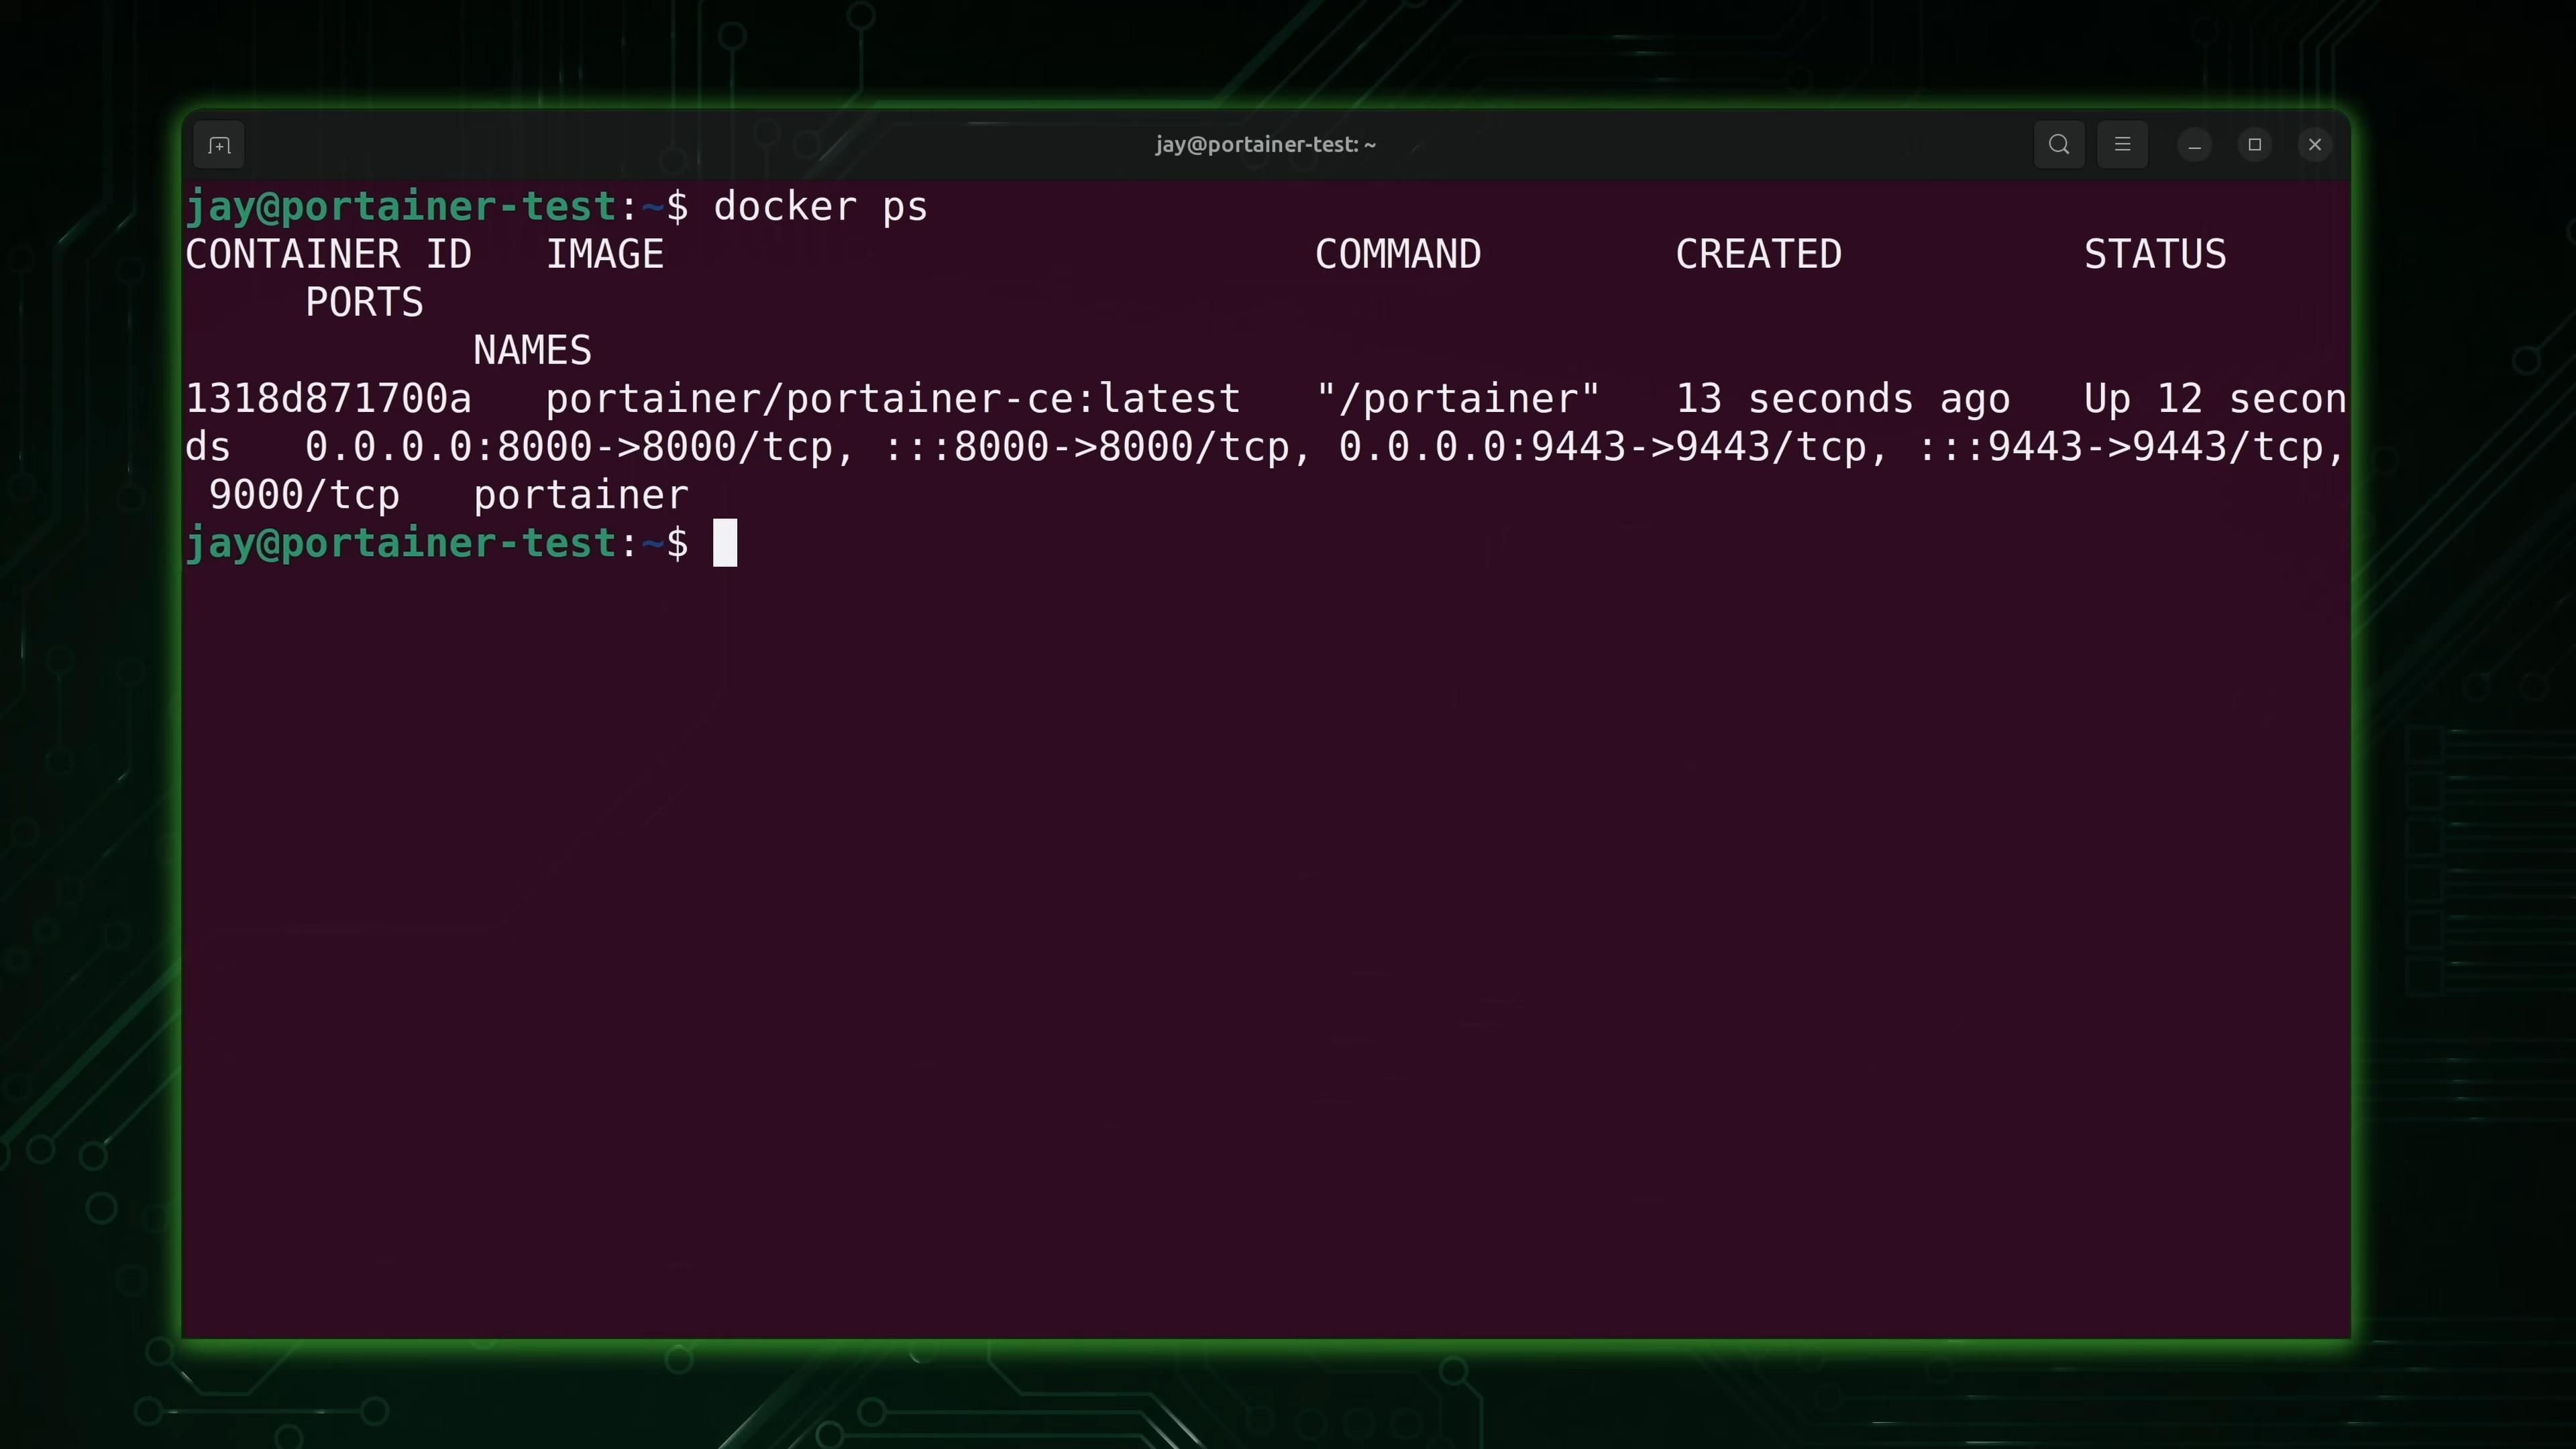 jay@portainer-test: ~
jay@portainer-test:~$ docker ps
CONTAINER ID   IMAGE                           COMMAND        CREATED          STATUS
     PORTS
            NAMES
1318d871700a   portainer/portainer-ce:latest   "/portainer"   13 seconds ago   Up 12 secon
ds   0.0.0.0:8000->8000/tcp, :::8000->8000/tcp, 0.0.0.0:9443->9443/tcp, :::9443->9443/tcp,
 9000/tcp   portainer
jay@portainer-test:~$